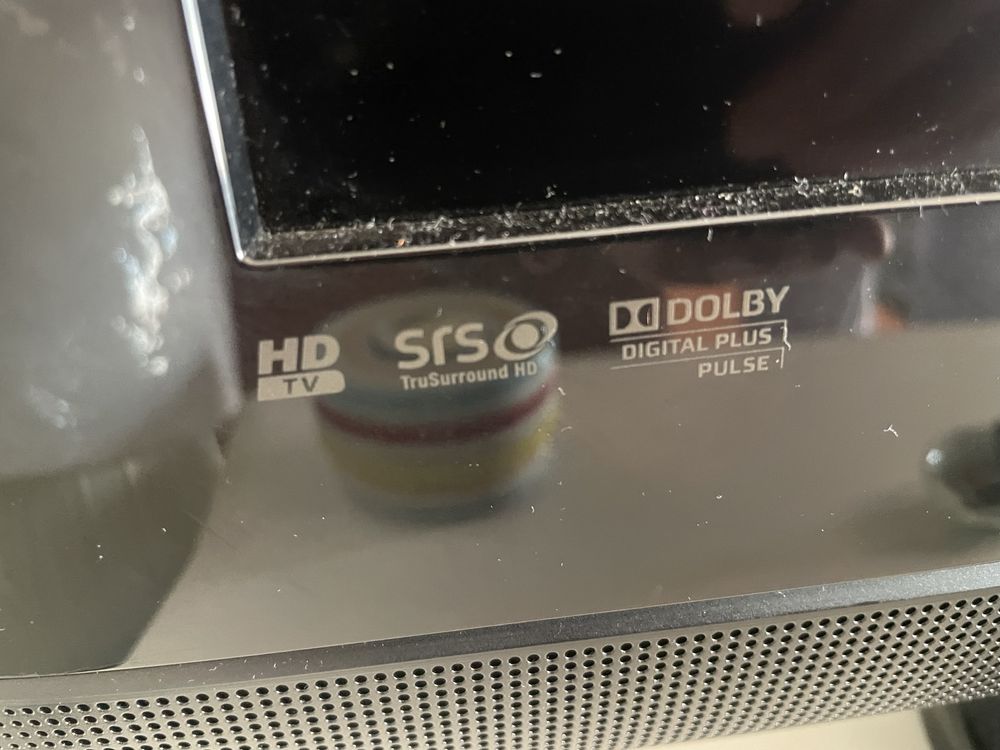 HD
TV
SRS
TruSurround HD
DOLBY
DIGITAL PLUS
PULSE